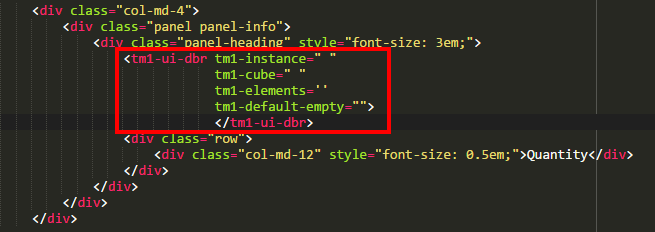 <div class="col-md-4">
<div class="panel panel-info">
<div class="panel-heading" style="font-size: 3em;">
<tm1-ui-dbr tm1-instance=" "
tm1-cube=" "
tm1-elements=''
tm1-default-empty="">
</tm1-ui-dbr>
<div class="row">
<div class="col-md-12" style="font-size: 0.5em;">Quantity</div>
</div>
</div>
</div>
</div>